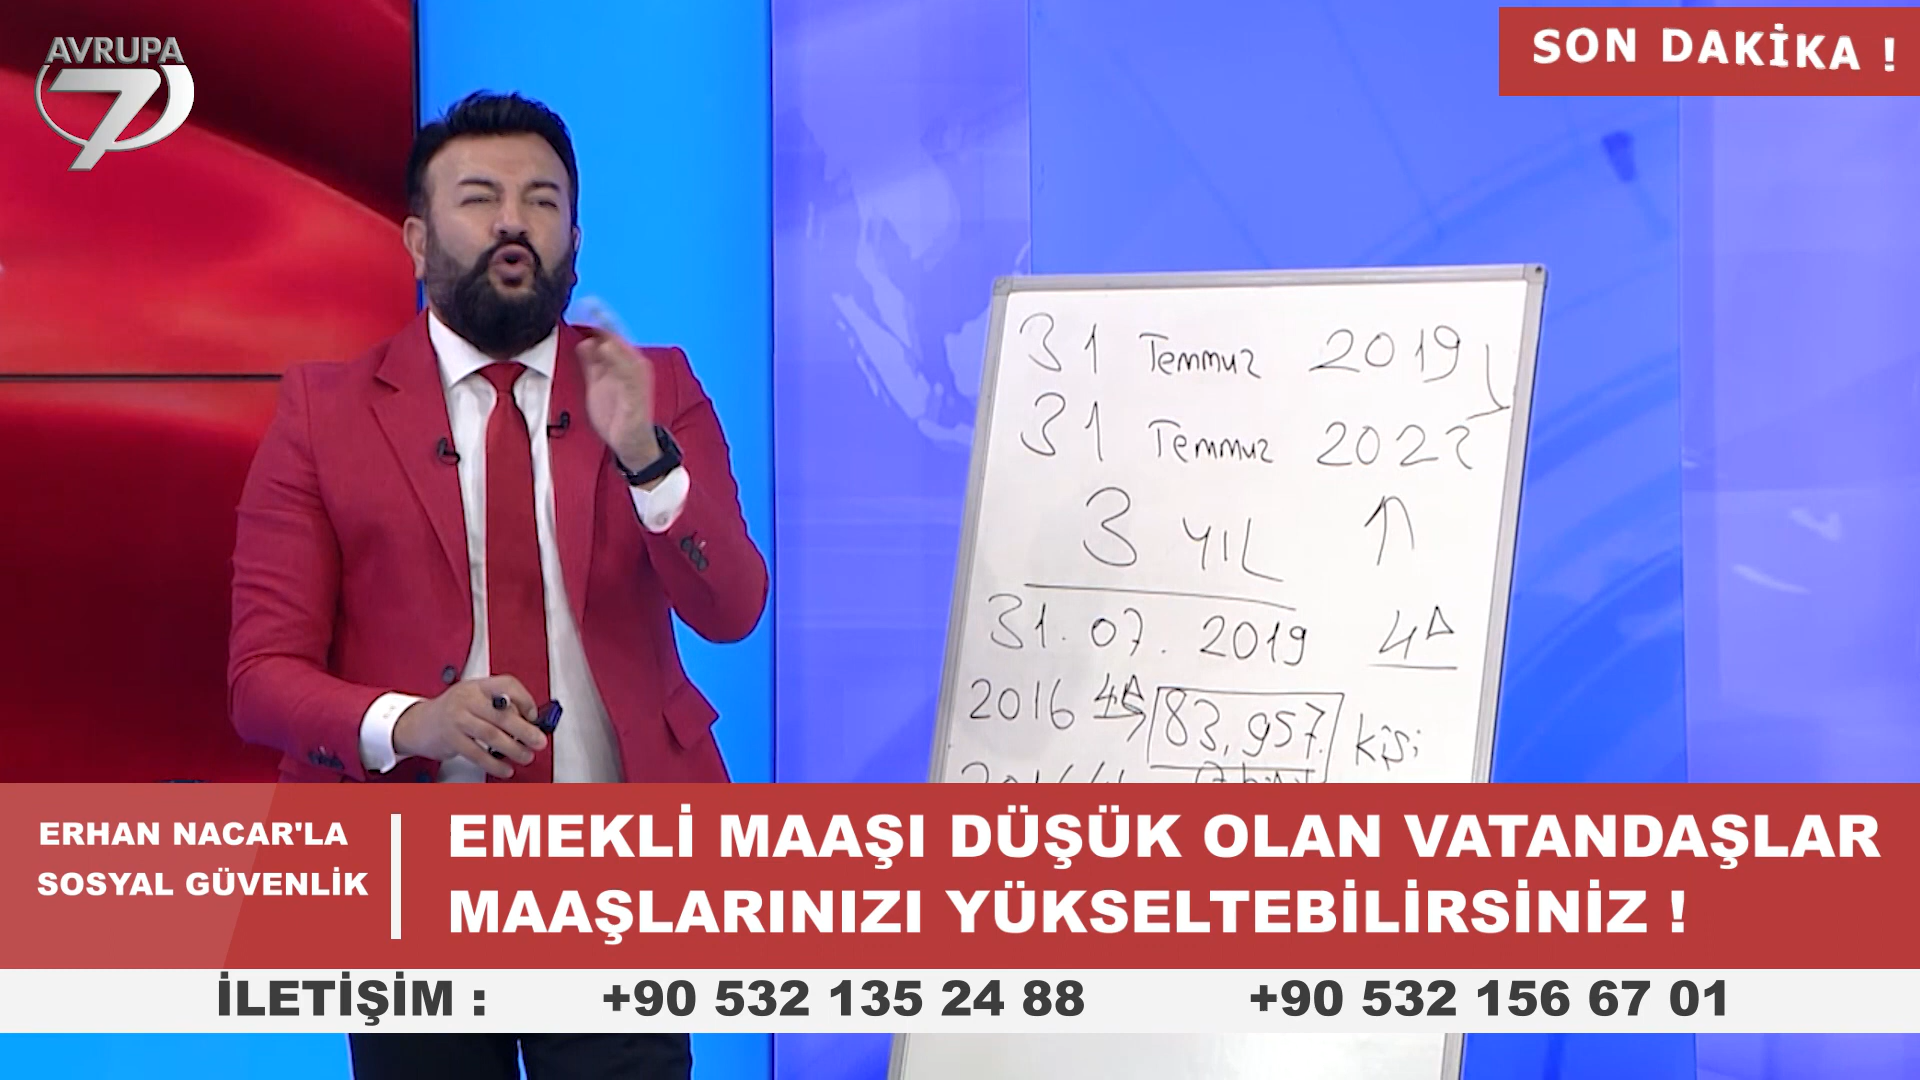 AVRUPA
7
SON DAKİKA !
31 Temmuz 2019
31 Temmuz 2022
3 YIL
31.07.2019 4A
2016 83,957 kişi
ERHAN NACAR'LA
SOSYAL GÜVENLİK
EMEKLİ MAAŞI DÜŞÜK OLAN VATANDAŞLAR
MAAŞLARINIZI YÜKSELTEBİLİRSİNİZ !
İLETİŞİM : +90 532 135 24 88 +90 532 156 67 01